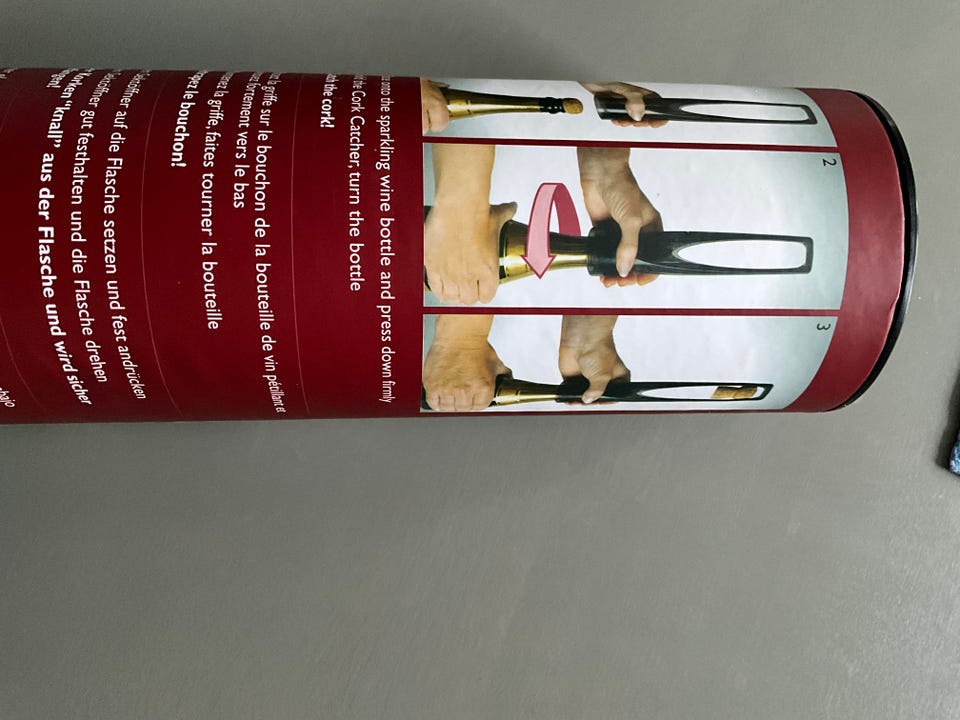 2
3
onto the sparkling wine bottle and press down firmly
the Cork Catcher, turn the bottle
the cork!
la griffe sur le bouchon de la bouteille de vin pétillant et
fortement vers le bas
la griffe, faites tourner la bouteille
le bouchon!
auf die Flasche setzen und fest andrücken
gut festhalten und die Flasche drehen
Korken "knall" aus der Flasche und wird sicher